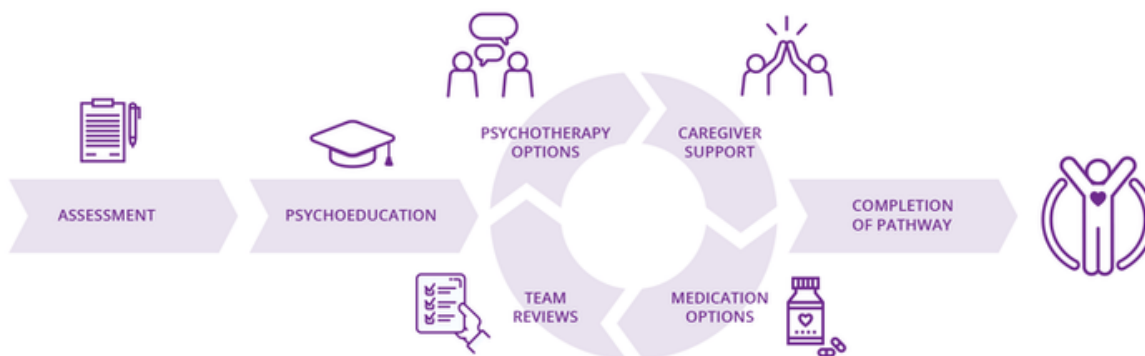 ASSESSMENT
PSYCHOEDUCATION
PSYCHOTHERAPY
OPTIONS
CAREGIVER
SUPPORT
MEDICATION
OPTIONS
TEAM
REVIEWS
COMPLETION
OF PATHWAY